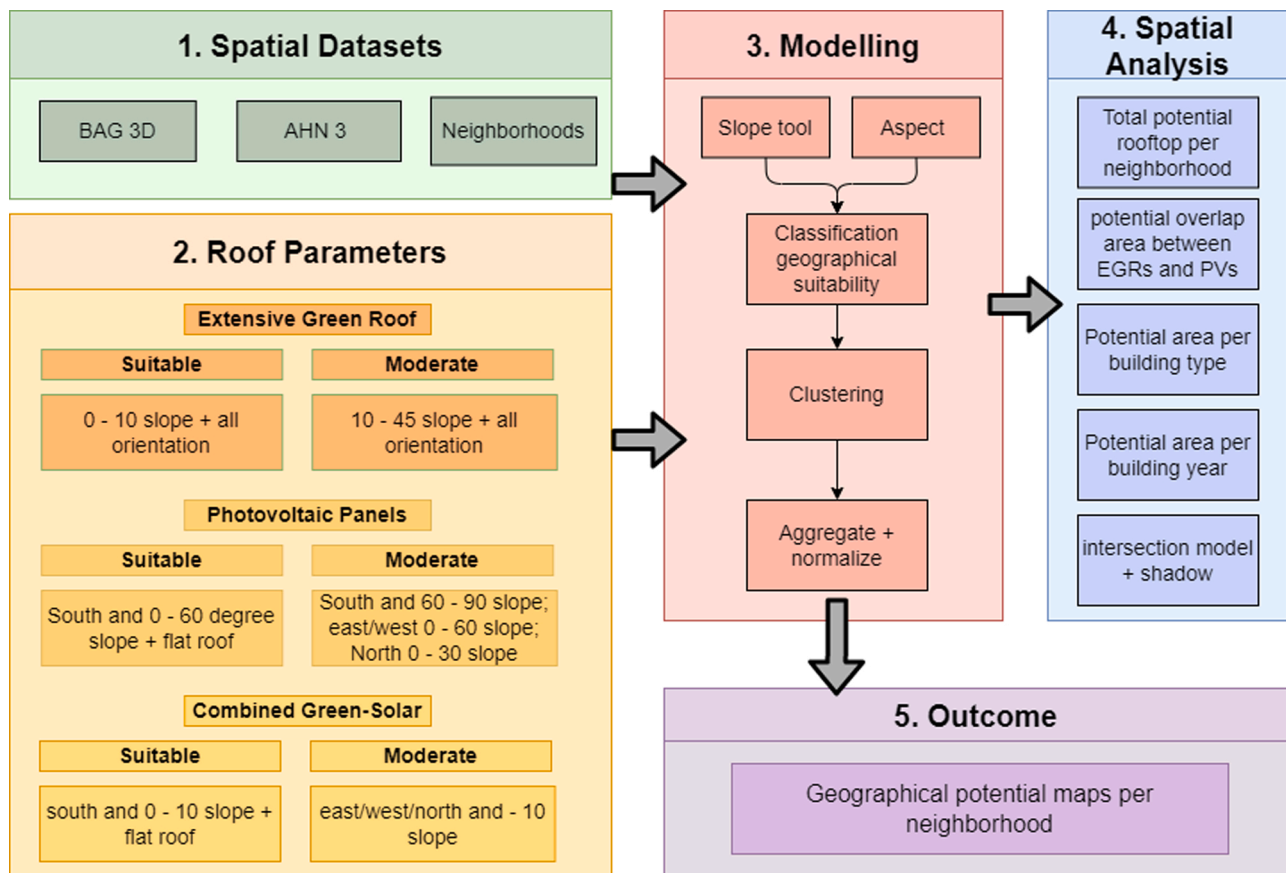 1. Spatial Datasets
BAG 3D
AHN 3
Neighborhoods
2. Roof Parameters
Extensive Green Roof
Suitable
Moderate
0 - 10 slope + all
orientation
10 - 45 slope + all
orientation
Photovoltaic Panels
Suitable
Moderate
South and 0 - 60 degree
slope + flat roof
South and 60 - 90 slope;
east/west 0 - 60 slope;
North 0 - 30 slope
Combined Green-Solar
Suitable
Moderate
south and 0 - 10 slope +
flat roof
east/west/north and - 10
slope
3. Modelling
Slope tool
Aspect
Classification
geographical
suitability
Clustering
Aggregate +
normalize
4. Spatial
Analysis
Total potential
rooftop per
neighborhood
potential overlap
area between
EGRs and PVs
Potential area per
building type
Potential area per
building year
intersection model
+ shadow
5. Outcome
Geographical potential maps per
neighborhood